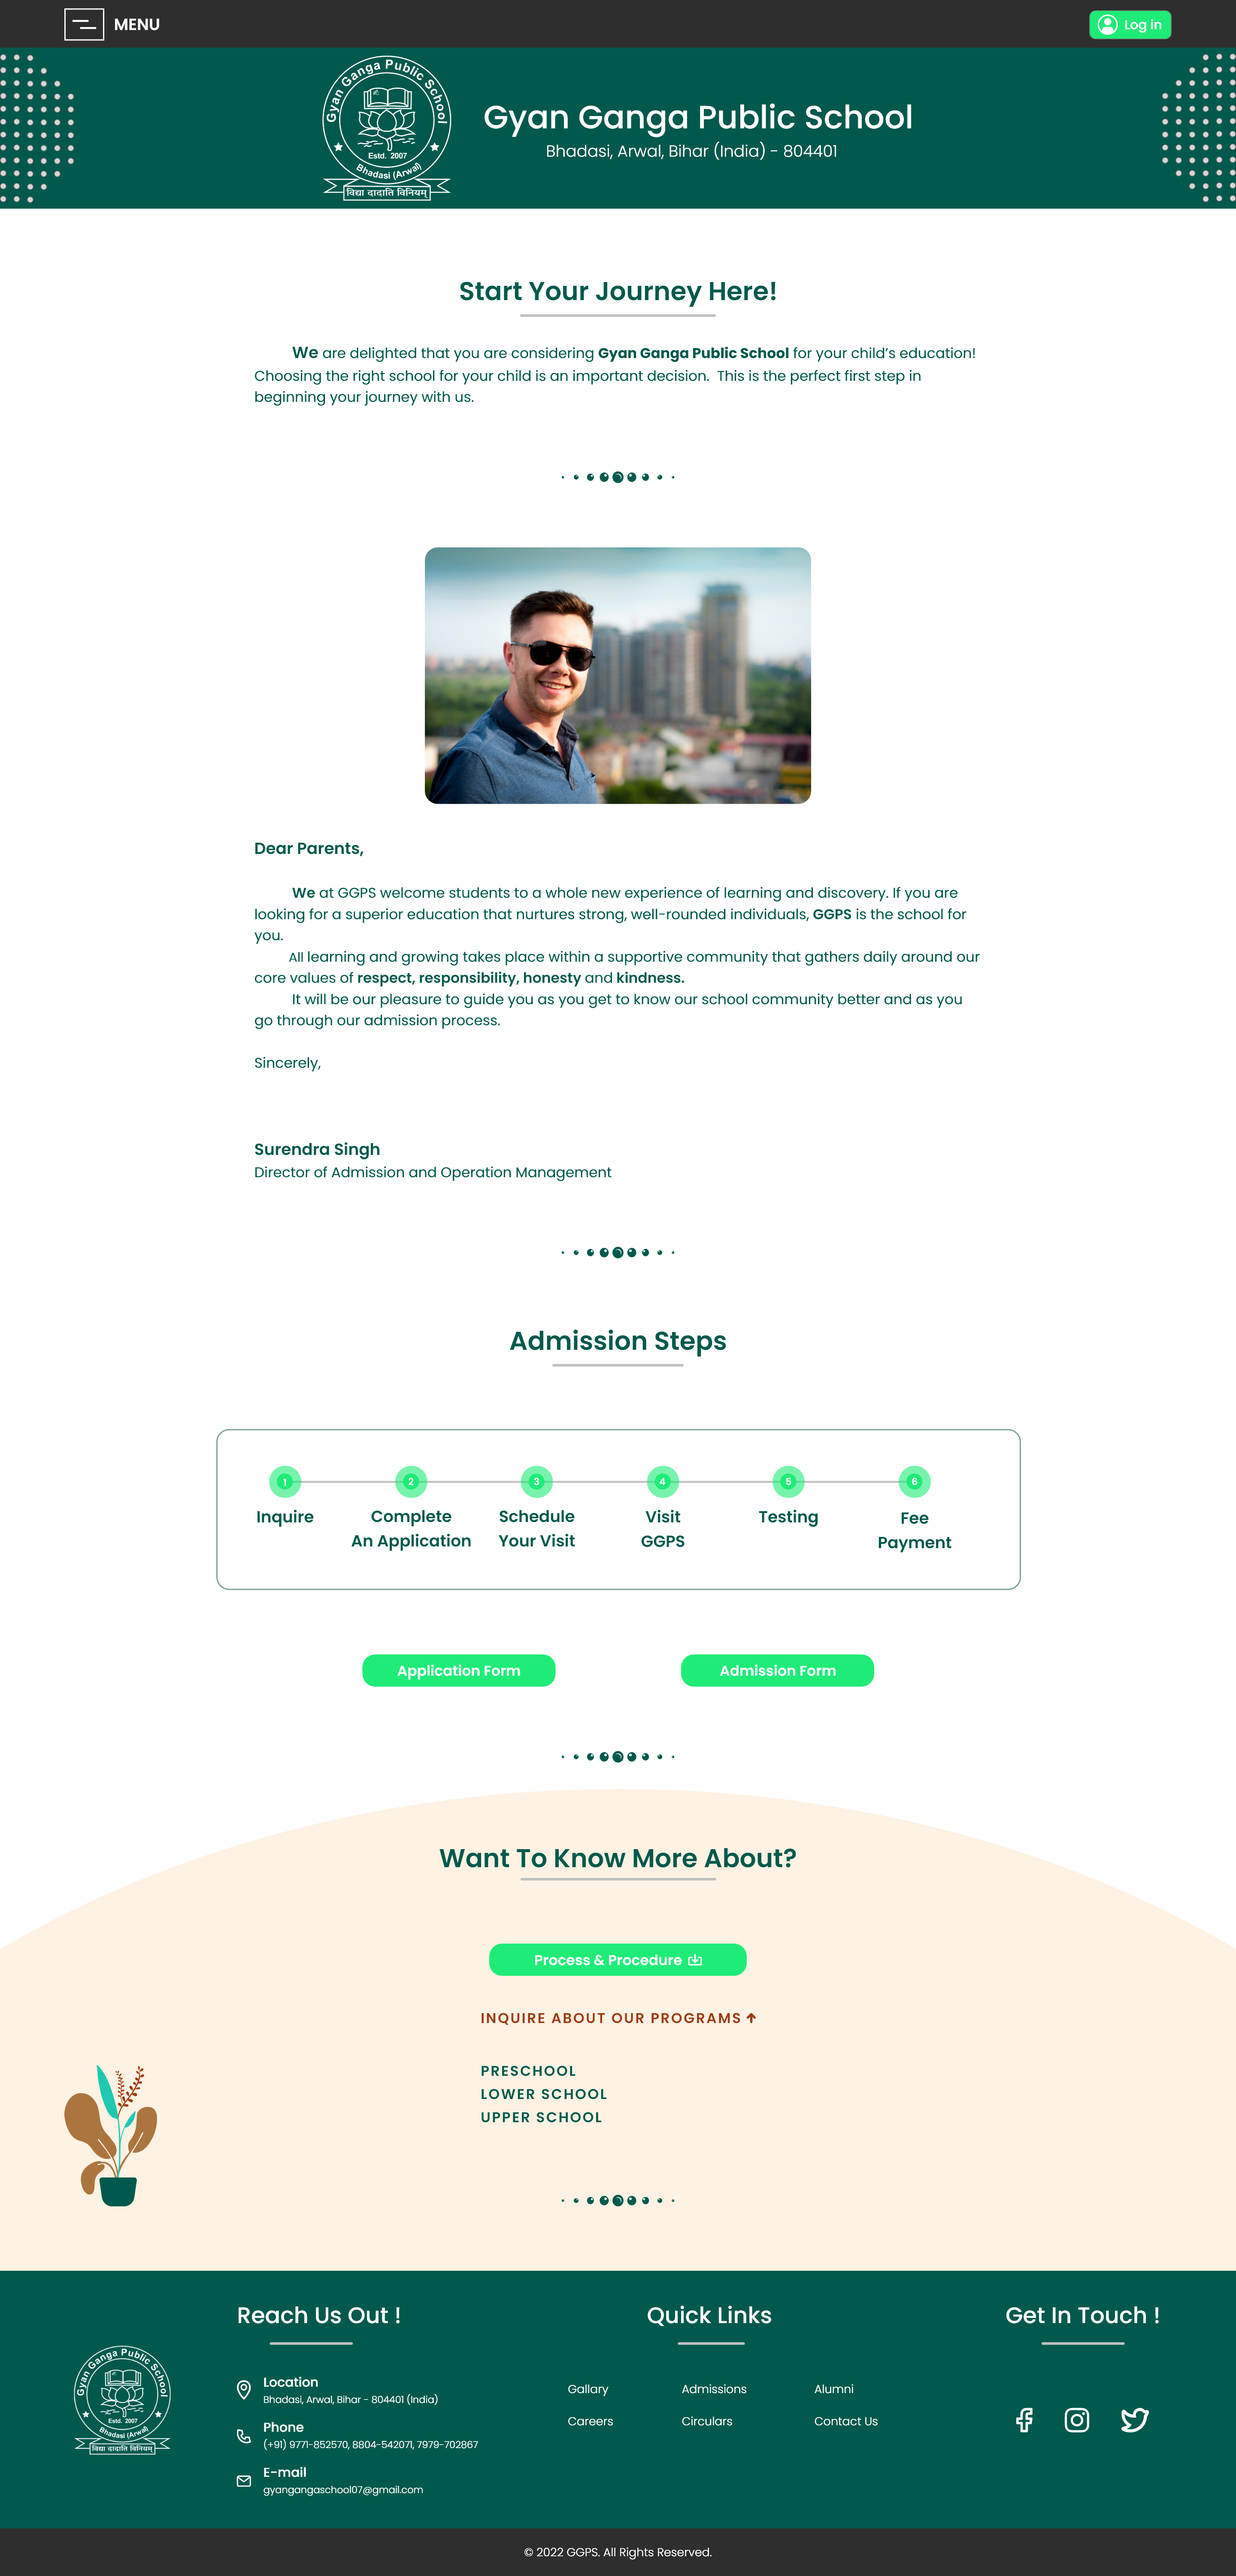 MENU
Log in
Gyan Ganga Public School
Estd. 2007
Bhadasi (Arwal)
विद्या ददाति विनियम्
Gyan Ganga Public School
Bhadasi, Arwal, Bihar (India) - 804401
Start Your Journey Here!
We are delighted that you are considering Gyan Ganga Public School for your child's education!
Choosing the right school for your child is an important decision. This is the perfect first step in
beginning your journey with us.
Dear Parents,
We at GGPS welcome students to a whole new experience of learning and discovery. If you are
looking for a superior education that nurtures strong, well-rounded individuals, GGPS is the school for
you.
All learning and growing takes place within a supportive community that gathers daily around our
core values of respect, responsibility, honesty and kindness.
It will be our pleasure to guide you as you get to know our school community better and as you
go through our admission process.
Sincerely,
Surendra Singh
Director of Admission and Operation Management
Admission Steps
1 2 3 4 5 6
Inquire Complete Schedule Visit Testing Fee
An Application Your Visit GGPS Payment
Application Form Admission Form
Want To Know More About?
Process & Procedure
INQUIRE ABOUT OUR PROGRAMS
PRESCHOOL
LOWER SCHOOL
UPPER SCHOOL
Reach Us Out !
Location
Bhadasi, Arwal, Bihar - 804401 (India)
Phone
(+91) 9771-852570, 8804-542071, 7979-702867
E-mail
gyangangaschool07@gmail.com
Gyan Ganga Public School
Estd. 2007
Bhadasi (Arwal)
विद्या ददाति विनियम्
Quick Links
Gallary Admissions Alumni
Careers Circulars Contact Us
Get In Touch !
© 2022 GGPS. All Rights Reserved.